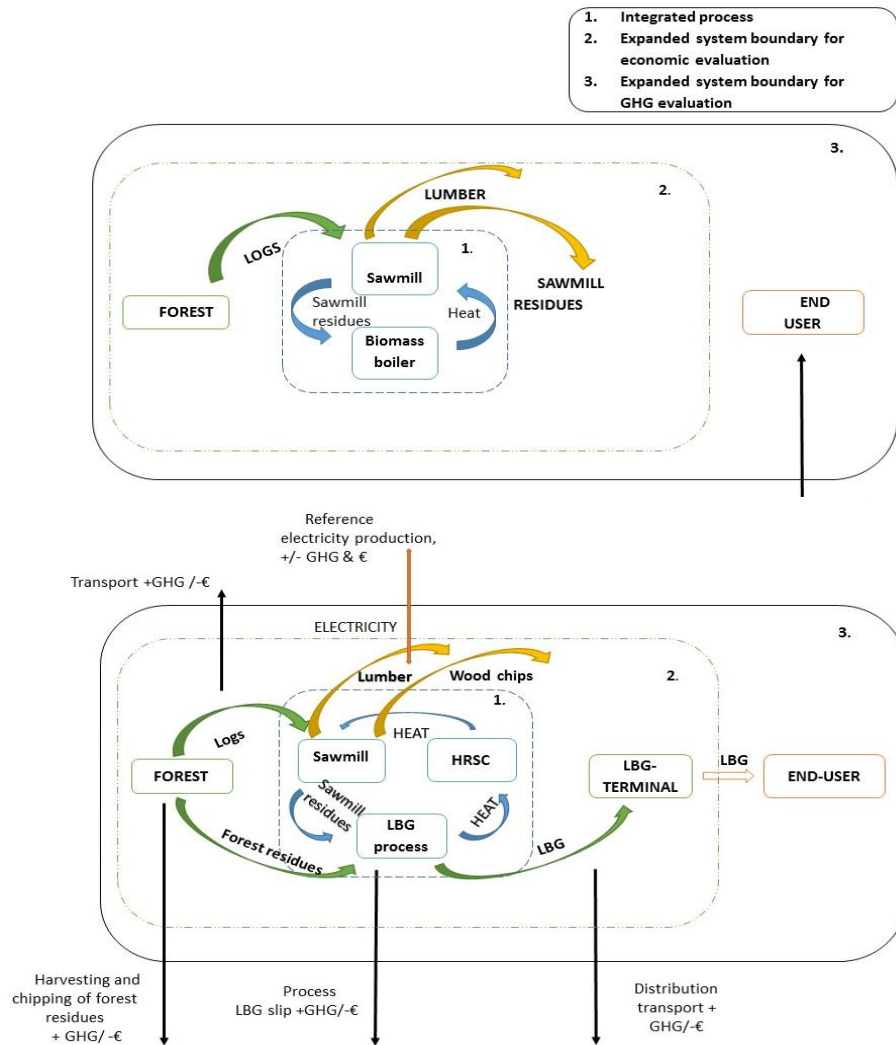 1. Integrated process
2. Expanded system boundary for
economic evaluation
3. Expanded system boundary for
GHG evaluation
3.
2.
LUMBER
LOGS
1.
Sawmill
SAWMILL
RESIDUES
Sawmill
residues
Heat
FOREST
END
USER
Biomass
boiler
Reference
electricity production,
+/- GHG & €
Transport +GHG /-€
ELECTRICITY
3.
Lumber
Wood chips
2.
1.
Logs
HEAT
Sawmill
HRSC
FOREST
LBG-
TERMINAL
LBG
END-USER
Sawmill
residues
LBG
process
HEAT
Forest residues
LBG
Harvesting and
chipping of forest
residues
+ GHG/ -€
Process
LBG slip +GHG/-€
Distribution
transport +
GHG/-€